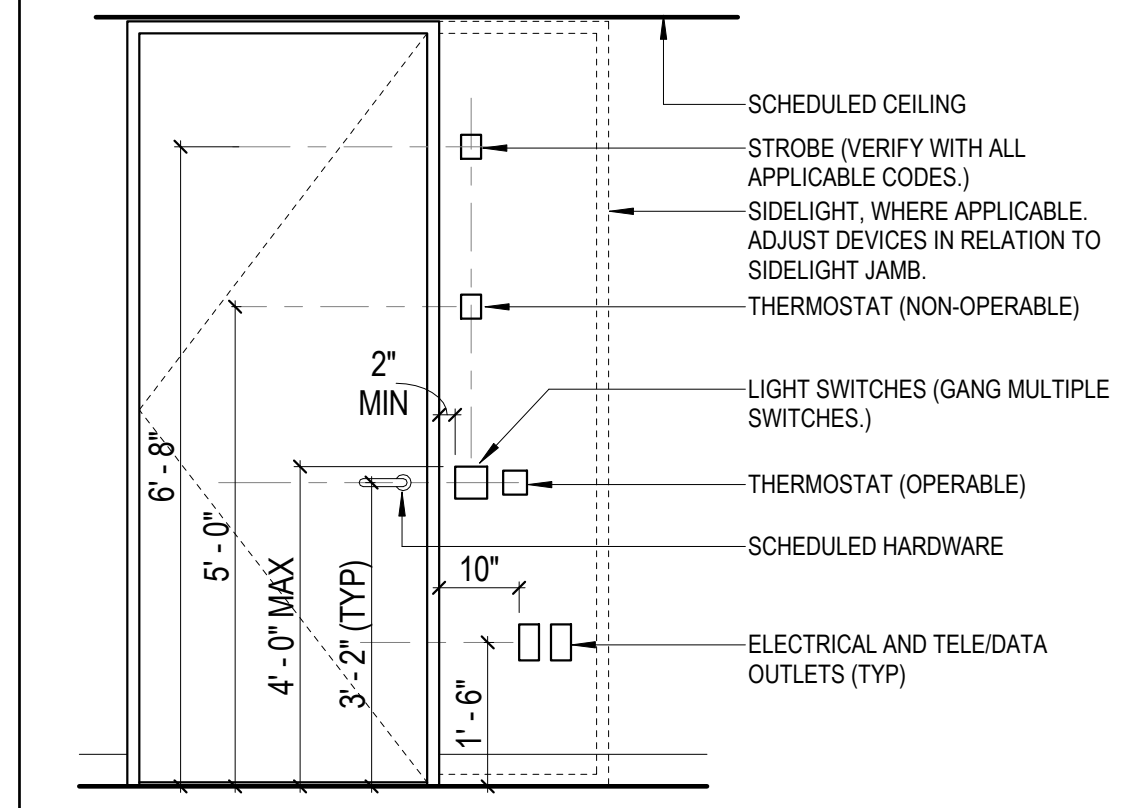 SCHEDULED CEILING
STROBE (VERIFY WITH ALL
APPLICABLE CODES.)
SIDELIGHT, WHERE APPLICABLE.
ADJUST DEVICES IN RELATION TO
SIDELIGHT JAMB.
THERMOSTAT (NON-OPERABLE)
2"
MIN
LIGHT SWITCHES (GANG MULTIPLE
SWITCHES.)
6' - 8"
THERMOSTAT (OPERABLE)
5' - 0"
SCHEDULED HARDWARE
4' - 0" MAX
3' - 2" (TYP)
10"
ELECTRICAL AND TELE/DATA
OUTLETS (TYP)
1' - 6"